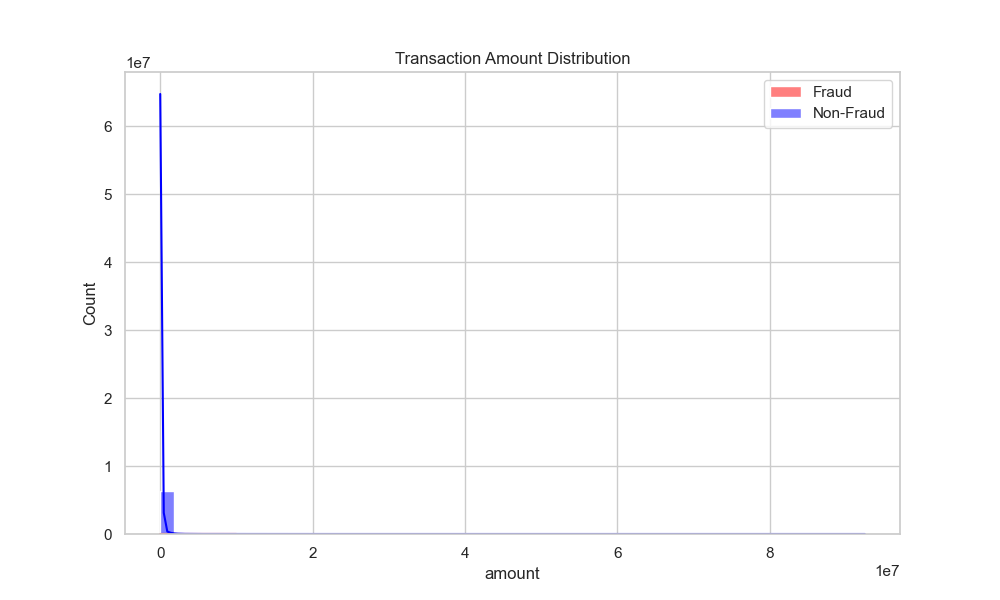 Transaction Amount Distribution
1e7
Fraud
Non-Fraud
6
5
4
3
2
1
0
Count
0 2 4 6 8
1e7
amount